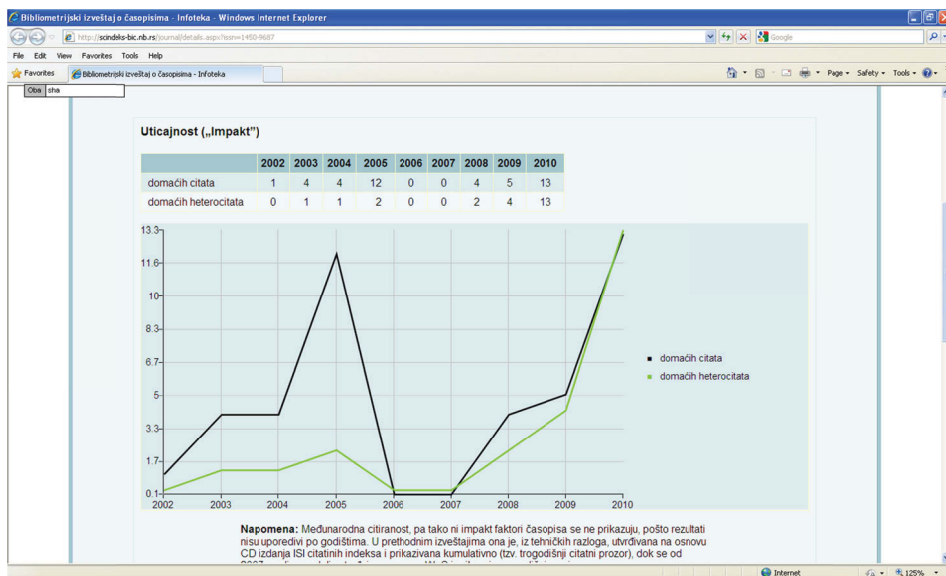 Bibliometrijski izveštaj o časopisima - Infoteka - Windows Internet Explorer
http://scindeks-bic.nb.rs/journal/details.aspx?issn=1450-9687
Google
File Edit View Favorites Tools Help
Favorites Bibliometrijski izveštaj o časopisima - Infoteka Page Safety Tools
Oba sha
Uticajnost („Impakt”)
2002 2003 2004 2005 2006 2007 2008 2009 2010
domaćih citata 1 4 4 12 0 0 4 5 13
domaćih heterocitata 0 1 1 2 0 0 2 4 13
13.3
11.6
10
8.3
6.7
5
3.3
1.7
0.1
2002 2003 2004 2005 2006 2007 2008 2009 2010
domaćih citata
domaćih heterocitata
Napomena: Međunarodna citiranost, pa tako ni impakt faktori časopisa se ne prikazuju, pošto rezultati
nisu uporedivi po godištima. U prethodnim izveštajima ona je, iz tehničkih razloga, utvrđivana na osnovu
CD izdanja ISI citatinih indeksa i prikazivana kumulativno (tzv. trogodišnji citatni prozor), dok se od
Internet 125%